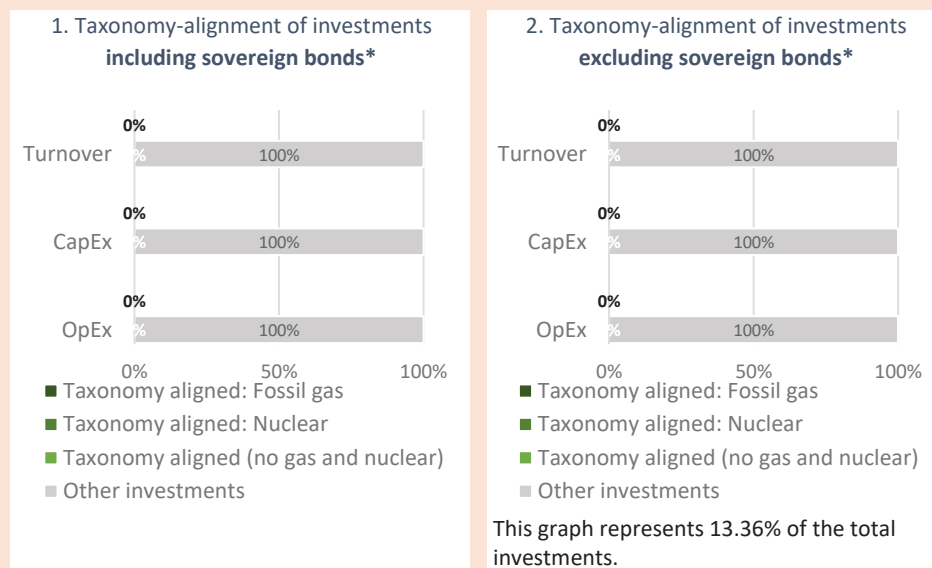 1. Taxonomy-alignment of investments
including sovereign bonds*
0%
Turnover
% 100%
0%
CapEx
% 100%
0%
OpEx
% 100%
0% 50% 100%
Taxonomy aligned: Fossil gas
Taxonomy aligned: Nuclear
Taxonomy aligned (no gas and nuclear)
Other investments
2. Taxonomy-alignment of investments
excluding sovereign bonds*
0%
Turnover
% 100%
0%
CapEx
% 100%
0%
OpEx
% 100%
0% 50% 100%
Taxonomy aligned: Fossil gas
Taxonomy aligned: Nuclear
Taxonomy aligned (no gas and nuclear)
Other investments
This graph represents 13.36% of the total
investments.